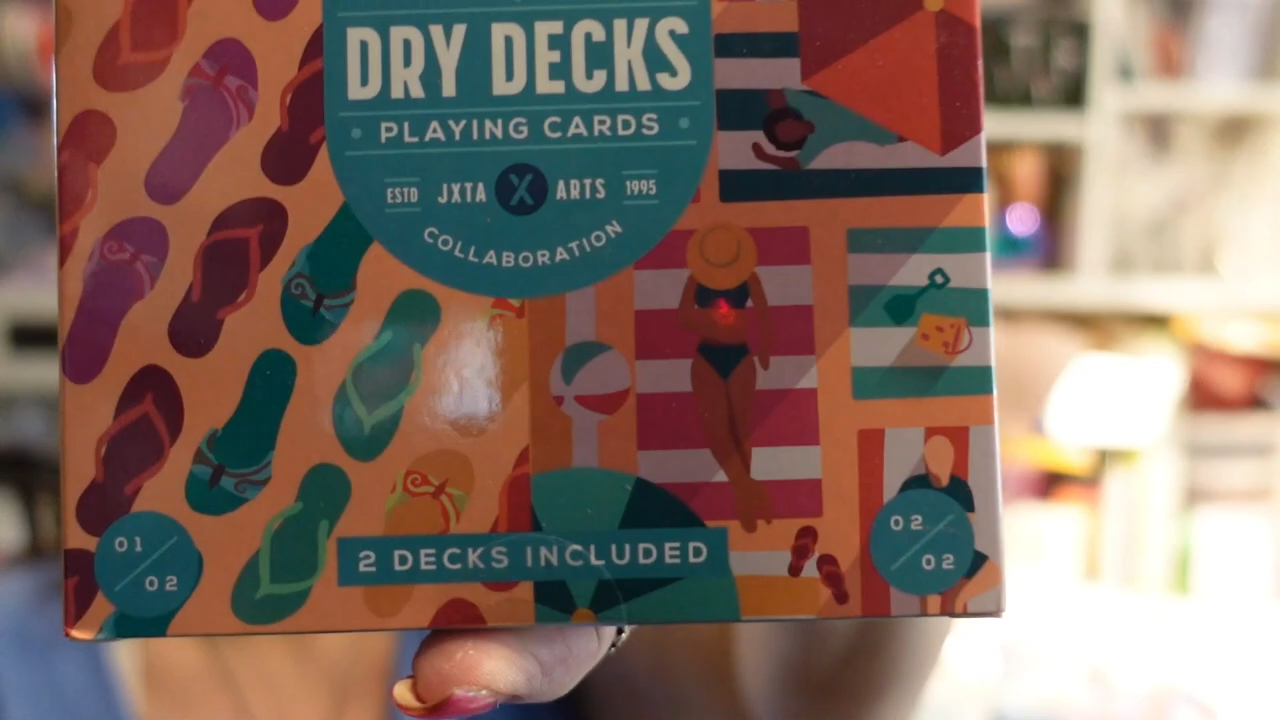 DRY DECKS
PLAYING CARDS
ESTD JXTA X ARTS 1995
COLLABORATION
2 DECKS INCLUDED
01
02
02
02